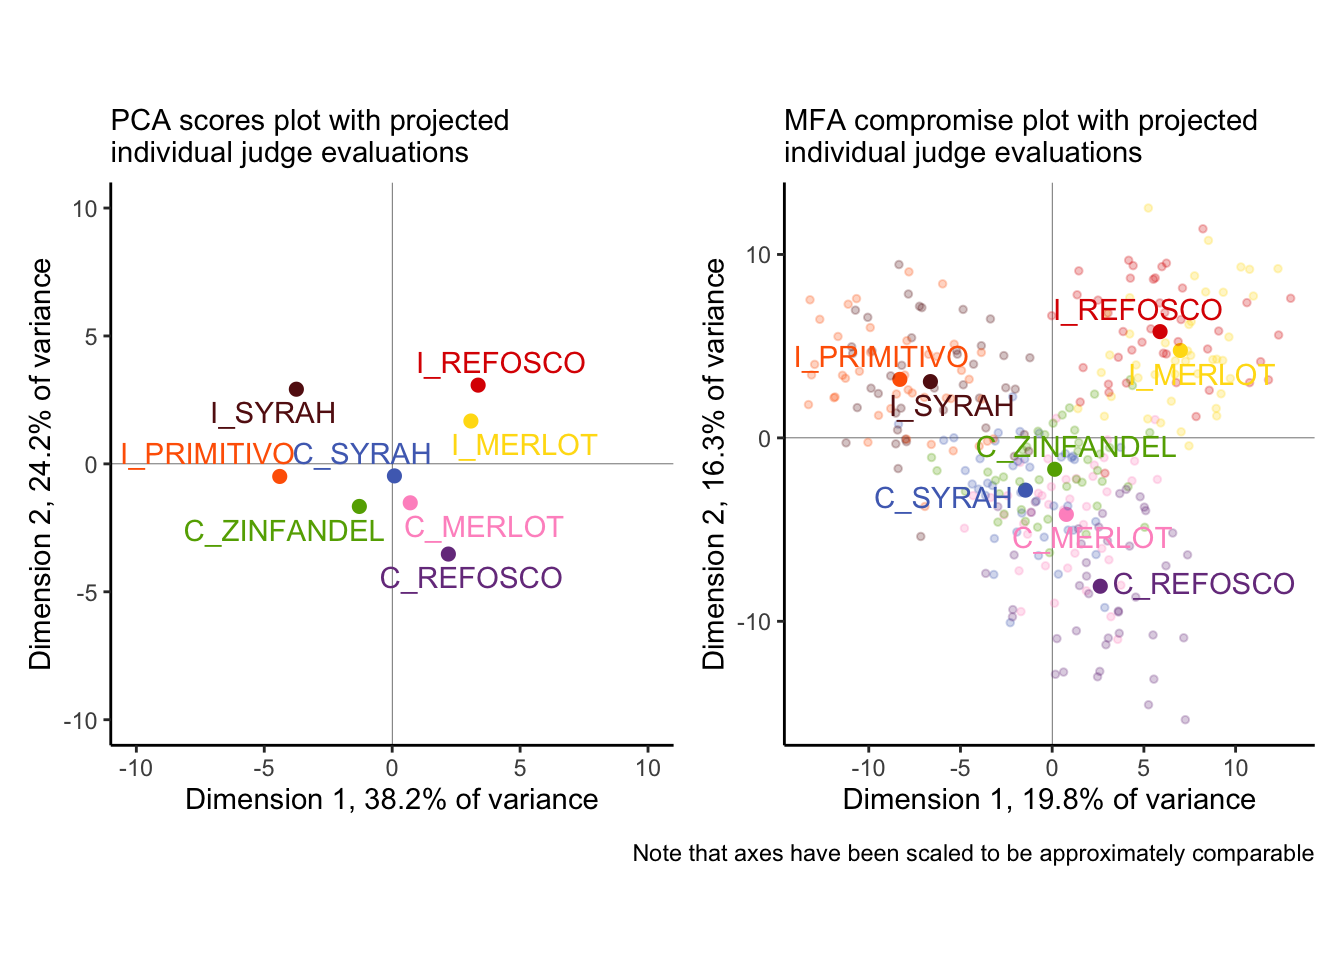 PCA scores plot with projected
individual judge evaluations
Dimension 2, 24.2% of variance
10
5
0
-5
-10
I_REFOSCO
I_SYRAH
I_MERLOT
I_PRIMITIVO
C_SYRAH
C_ZINFANDEL
C_MERLOT
C_REFOSCO
-10
-5
0
5
10
Dimension 1, 38.2% of variance
MFA compromise plot with projected
individual judge evaluations
Dimension 2, 16.3% of variance
10
0
-10
I_REFOSCO
I_PRIMITIVO
I_MERLOT
I_SYRAH
C_ZINFANDEL
C_SYRAH
C_MERLOT
C_REFOSCO
-10
-5
0
5
10
Dimension 1, 19.8% of variance
Note that axes have been scaled to be approximately comparable